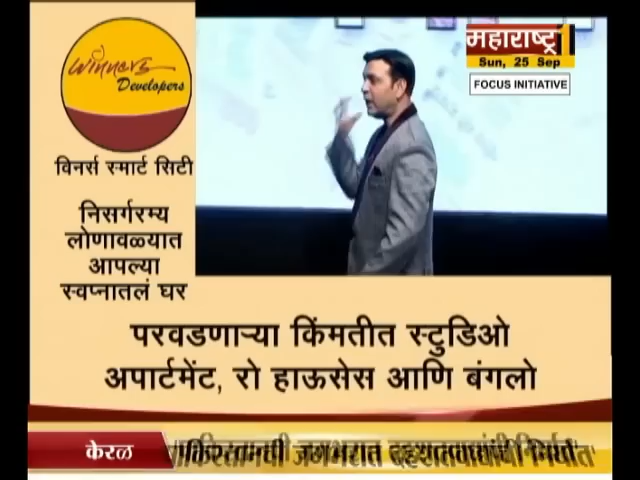 Winners
Developers
विनर्स स्मार्ट सिटी
निसर्गरम्य
लोणावळ्यात
आपल्या
स्वप्नातलं घर
महाराष्ट्र 1
Sun, 25 Sep
FOCUS INITIATIVE
परवडणाऱ्या किंमतीत स्टुडिओ
अपार्टमेंट, रो हाऊसेस आणि बंगलो
केरळ